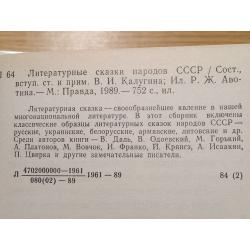 Л 64 Литературные сказки народов СССР / Сост.,
вступ. ст. и прим. В. И. Калугина; Ил. Р. Ж. Аво-
тина.— М.: Правда, 1989.— 752 с., ил.
Литературная сказка — своеобразнейшее явление в нашей
многонациональной литературе. В этот сборник включены
классические образцы литературных сказок народов СССР —
русские, украинские, белорусские, армянские, литовские и дру-
гие. Среди авторов книги — В. Даль, В. Одоевский, М. Горький,
А. Платонов, М. Вовчок, И. Франко, Й. Крянгэ, А. Исаакян,
П. Цвирка и другие замечательные писатели.
Л 4702000000—1961
080(02)—89
1961—89
84 (2)